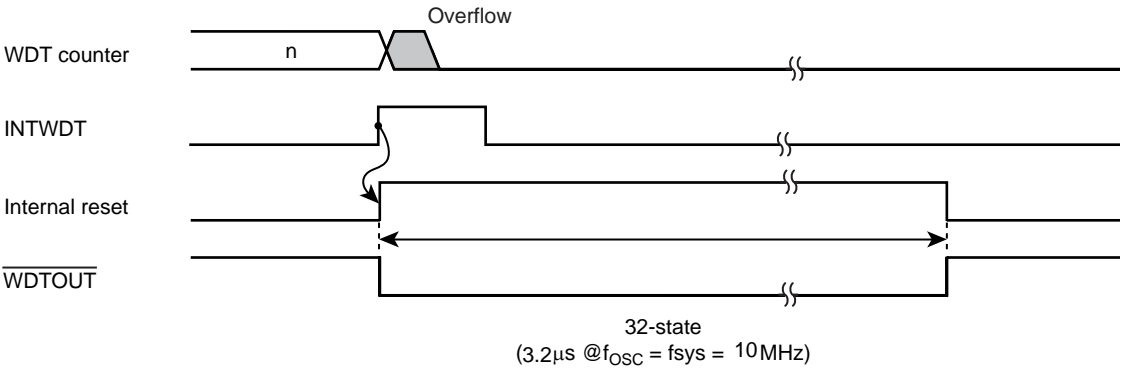 Overflow
WDT counter
n
INTWDT
Internal reset
WDTOUT
32-state
(3.2μs @fOSC = fsys = 10MHz)